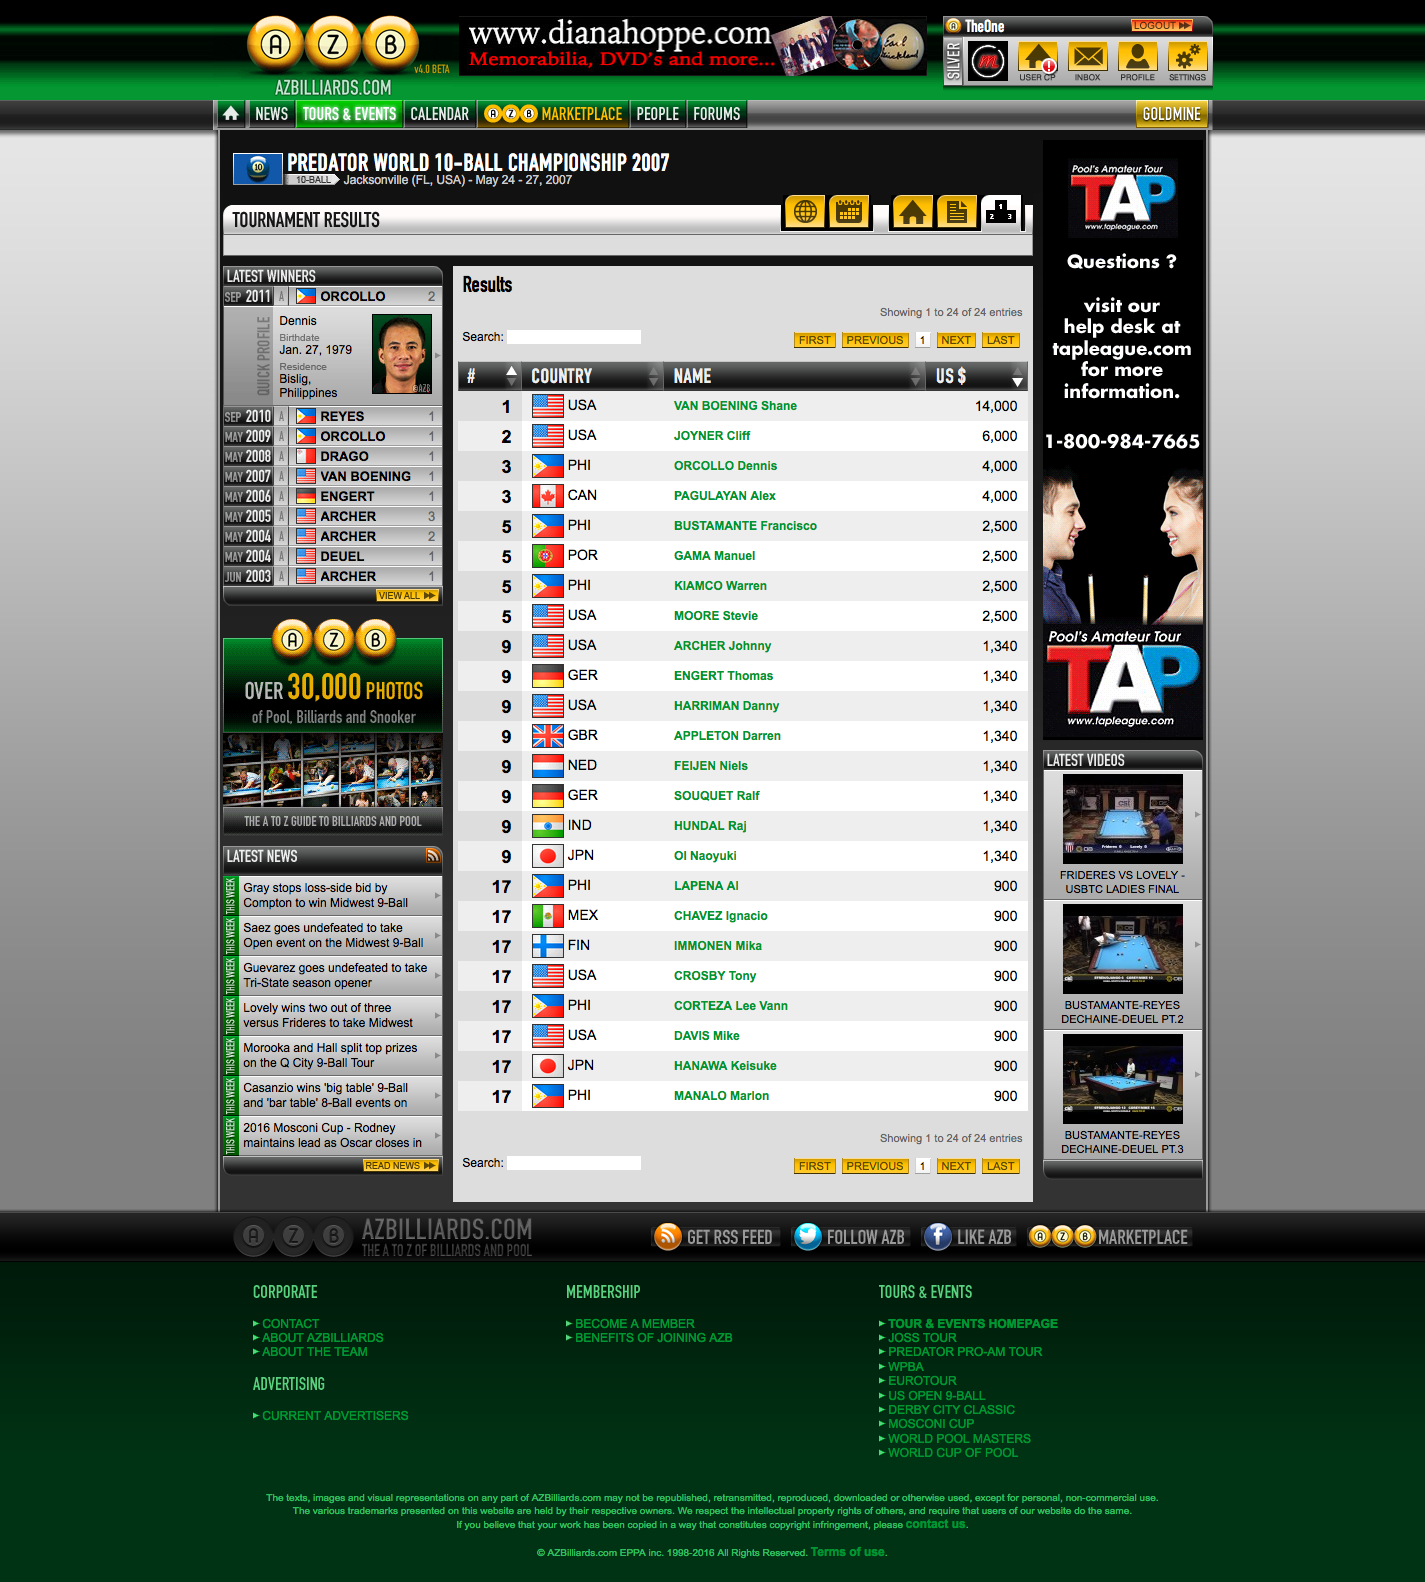 A Z B
v4.0 BETA
AZBILLIARDS.COM
www.dianahoppe.com
Memorabilia, DVD's and more...
Earl Strickland
A TheOne
LOGOUT
SILVER
USER CP
INBOX
PROFILE
SETTINGS
NEWS
TOURS & EVENTS
CALENDAR
A Z B MARKETPLACE
PEOPLE
FORUMS
GOLDMINE
10
PREDATOR WORLD 10-BALL CHAMPIONSHIP 2007
10-BALL Jacksonville (FL, USA) - May 24 - 27, 2007
TOURNAMENT RESULTS
1 2 3
LATEST WINNERS
SEP 2011 A ORCOLLO 2
QUICK PROFILE
Dennis
Birthdate
Jan. 27, 1979
Residence
Bislig,
Philippines
@AZB
SEP 2010 A REYES 1
MAY 2009 A ORCOLLO 1
MAY 2008 A DRAGO 1
MAY 2007 A VAN BOENING 1
MAY 2006 A ENGERT 1
MAY 2005 A ARCHER 3
MAY 2004 A ARCHER 2
MAY 2004 A DEUEL 1
JUN 2003 A ARCHER 1
VIEW ALL
A Z B
OVER 30,000 PHOTOS
of Pool, Billiards and Snooker
THE A TO Z GUIDE TO BILLIARDS AND POOL
LATEST NEWS
THIS WEEK
Gray stops loss-side bid by
Compton to win Midwest 9-Ball
THIS WEEK
Saez goes undefeated to take
Open event on the Midwest 9-Ball
THIS WEEK
Guevarez goes undefeated to take
Tri-State season opener
THIS WEEK
Lovely wins two out of three
versus Frideres to take Midwest
THIS WEEK
Morooka and Hall split top prizes
on the Q City 9-Ball Tour
THIS WEEK
Casanzio wins 'big table' 9-Ball
and 'bar table' 8-Ball events on
THIS WEEK
2016 Mosconi Cup - Rodney
maintains lead as Oscar closes in
READ NEWS
Results
Showing 1 to 24 of 24 entries
Search:
FIRST PREVIOUS 1 NEXT LAST
# COUNTRY NAME US $
1 USA VAN BOENING Shane 14,000
2 USA JOYNER Cliff 6,000
3 PHI ORCOLLO Dennis 4,000
3 CAN PAGULAYAN Alex 4,000
5 PHI BUSTAMANTE Francisco 2,500
5 POR GAMA Manuel 2,500
5 PHI KIAMCO Warren 2,500
5 USA MOORE Stevie 2,500
9 USA ARCHER Johnny 1,340
9 GER ENGERT Thomas 1,340
9 USA HARRIMAN Danny 1,340
9 GBR APPLETON Darren 1,340
9 NED FEIJEN Niels 1,340
9 GER SOUQUET Ralf 1,340
9 IND HUNDAL Raj 1,340
9 JPN OI Naoyuki 1,340
17 PHI LAPENA Al 900
17 MEX CHAVEZ Ignacio 900
17 FIN IMMONEN Mika 900
17 USA CROSBY Tony 900
17 PHI CORTEZA Lee Vann 900
17 USA DAVIS Mike 900
17 JPN HANAWA Keisuke 900
17 PHI MANALO Marlon 900
Showing 1 to 24 of 24 entries
Search:
FIRST PREVIOUS 1 NEXT LAST
Pool's Amateur Tour
TAP
www.tapleague.com
Questions ?
visit our
help desk at
tapleague.com
for more
information.
1-800-984-7665
Pool's Amateur Tour
TAP
www.tapleague.com
LATEST VIDEOS
FRIDERES VS LOVELY -
USBTC LADIES FINAL
BUSTAMANTE-REYES
DECHAINE-DEUEL PT.2
BUSTAMANTE-REYES
DECHAINE-DEUEL PT.3
A Z B AZBILLIARDS.COM
THE A TO Z OF BILLIARDS AND POOL
GET RSS FEED
FOLLOW AZB
LIKE AZB
A Z B MARKETPLACE
CORPORATE
CONTACT
ABOUT AZBILLIARDS
ABOUT THE TEAM
ADVERTISING
CURRENT ADVERTISERS
MEMBERSHIP
BECOME A MEMBER
BENEFITS OF JOINING AZB
TOURS & EVENTS
TOUR & EVENTS HOMEPAGE
JOSS TOUR
PREDATOR PRO-AM TOUR
WPBA
EUROTOUR
US OPEN 9-BALL
DERBY CITY CLASSIC
MOSCONI CUP
WORLD POOL MASTERS
WORLD CUP OF POOL
The texts, images and visual representations on any part of AZBilliards.com may not be republished, retransmitted, reproduced, downloaded or otherwise used, except for personal, non-commercial use.
The various trademarks presented on this website are held by their respective owners. We respect the intellectual property rights of others, and require that users of our website do the same.
If you believe that your work has been copied in a way that constitutes copyright infringement, please contact us.
© AZBilliards.com EPPA inc. 1998-2016 All Rights Reserved. Terms of use.